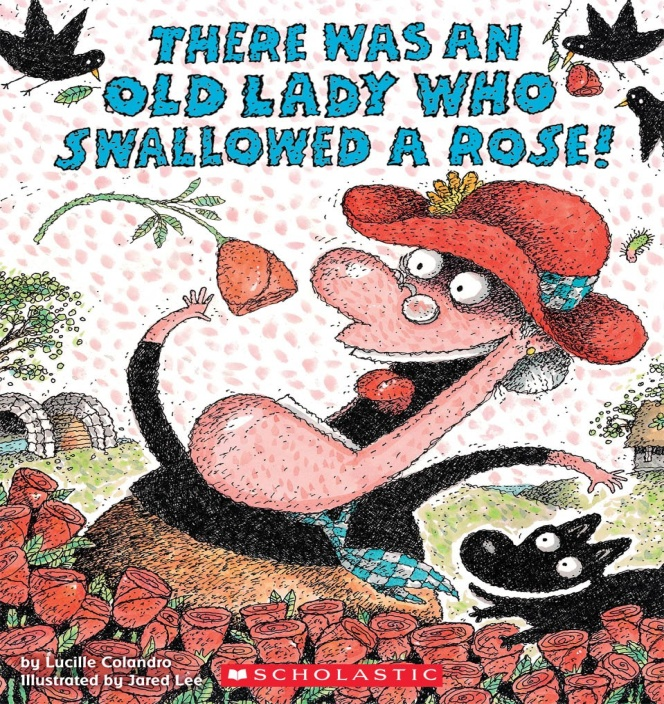 THERE WAS AN
OLD LADY WHO
SWALLOWED A ROSE!
by Lucille Colandro
Illustrated by Jared Lee
SCHOLASTIC